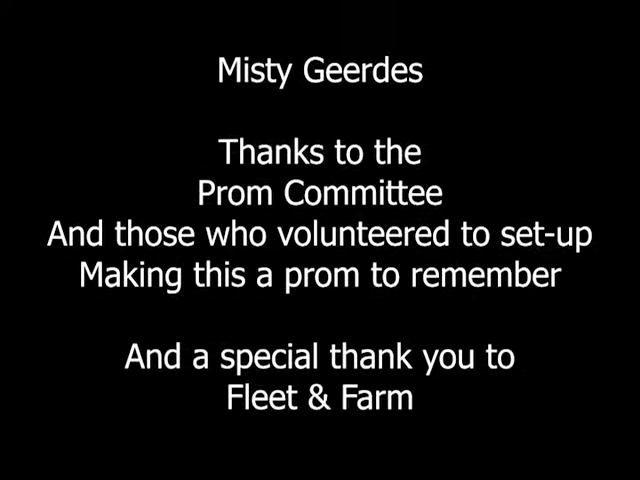 Misty Geerdes
Thanks to the
Prom Committee
And those who volunteered to set-up
Making this a prom to remember
And a special thank you to
Fleet & Farm